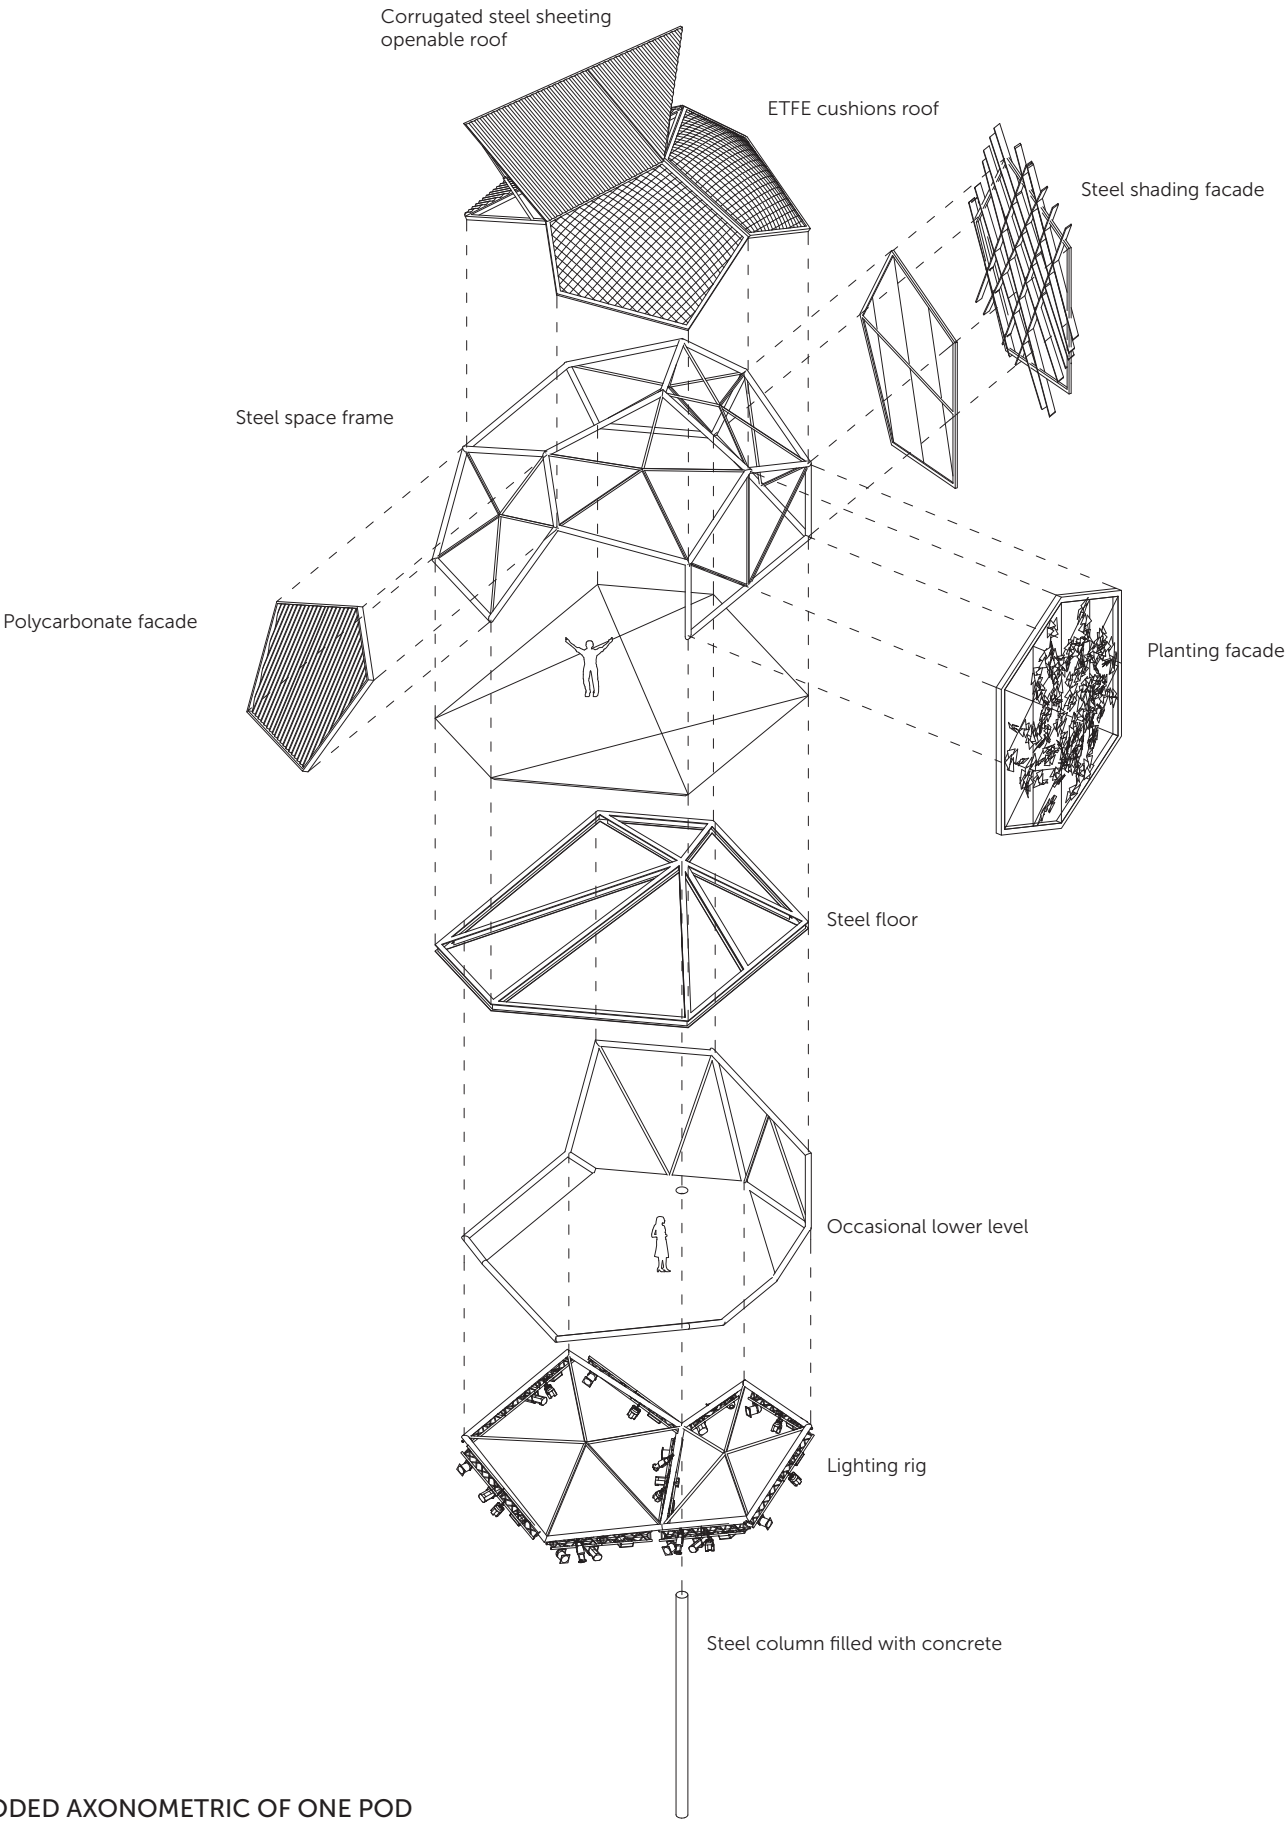 Corrugated steel sheeting
openable roof
ETFE cushions roof
Steel shading facade
Steel space frame
Polycarbonate facade
Planting facade
Steel floor
Occasional lower level
Lighting rig
Steel column filled with concrete
DED AXONOMETRIC OF ONE POD